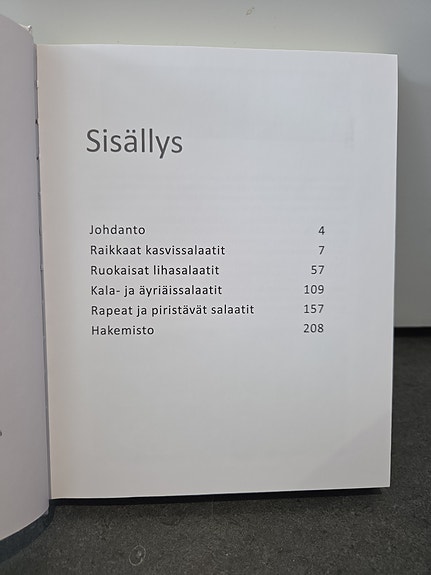 Sisällys
Johdanto 4
Raikkaat kasvissalaatit 7
Ruokaisat lihasalaatit 57
Kala- ja äyriäissalaatit 109
Rapeat ja piristävät salaatit 157
Hakemisto 208